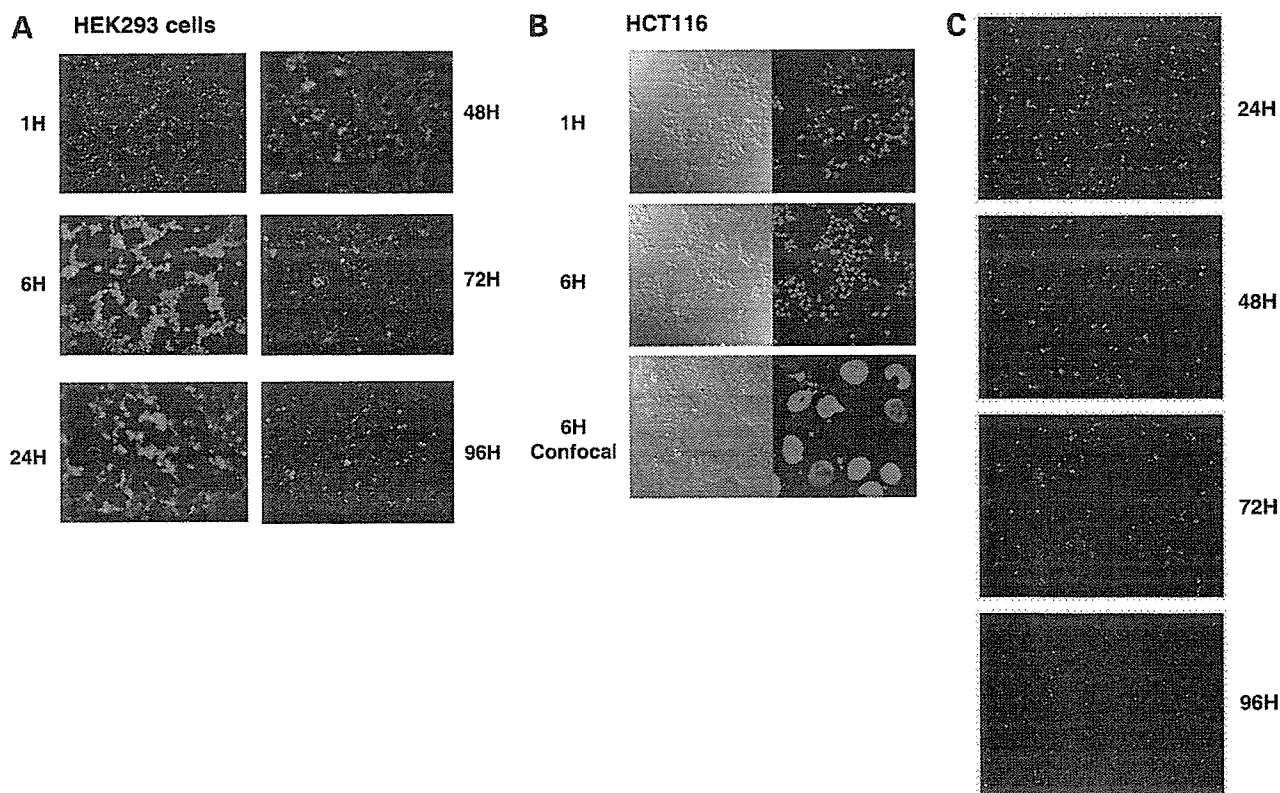 A HEK293 cells
1H
48H
6H
72H
24H
96H
B HCT116
1H
6H
6H
Confocal
C
24H
48H
72H
96H